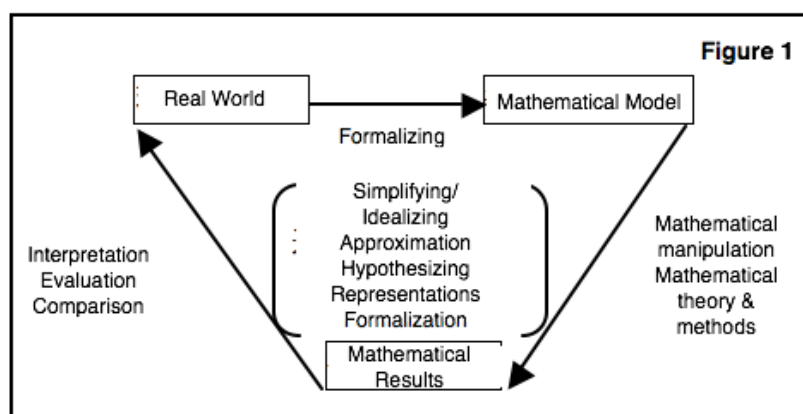 Figure 1
Real World
Mathematical Model
Formalizing
Simplifying/
Idealizing
Approximation
Hypothesizing
Representations
Formalization
Interpretation
Evaluation
Comparison
Mathematical
manipulation
Mathematical
theory &
methods
Mathematical
Results